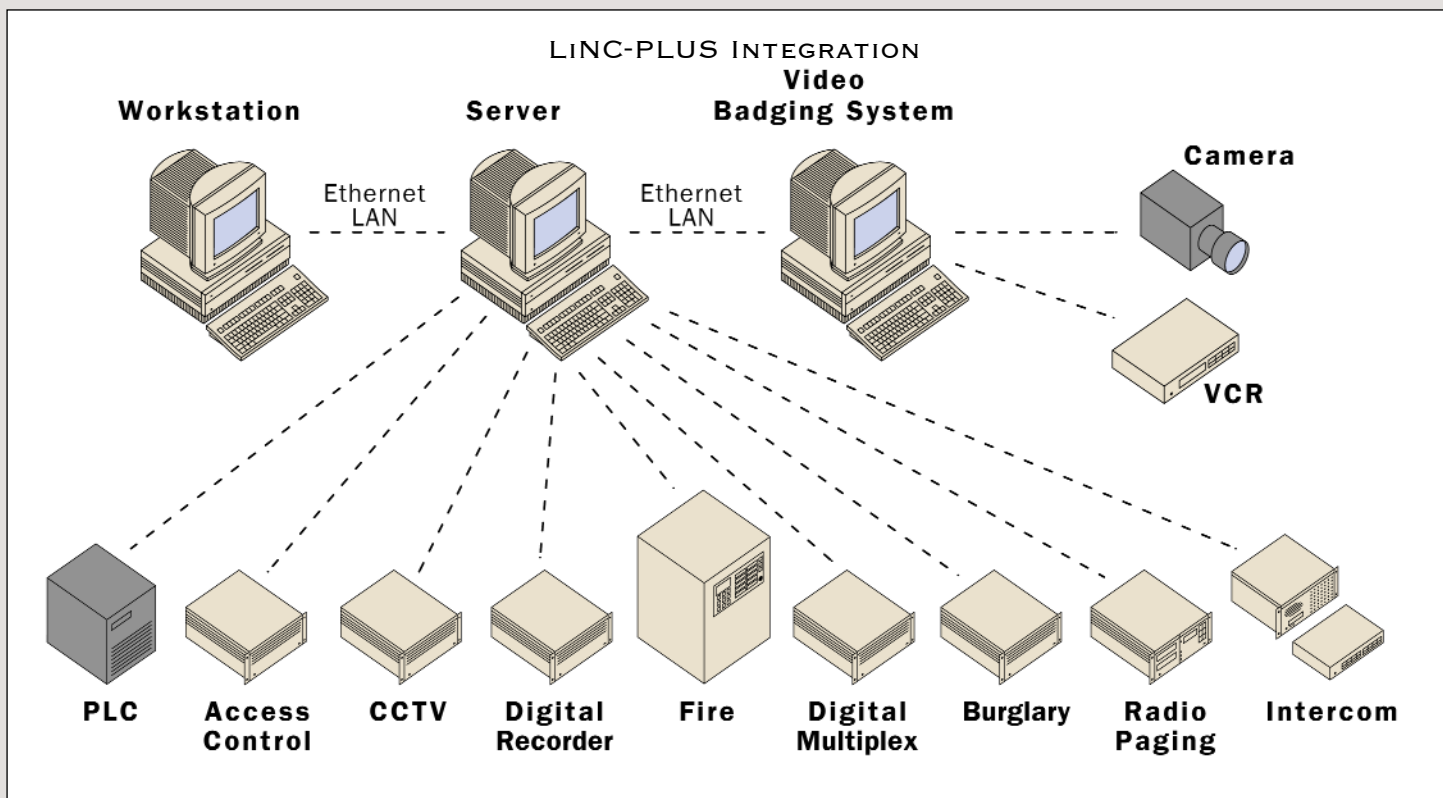 LiNC-PLUS INTEGRATION
Workstation
Server
Video
Badging System
Camera
Ethernet
LAN
Ethernet
LAN
VCR
PLC
Access
Control
CCTV
Digital
Recorder
Fire
Digital
Multiplex
Burglary
Radio
Paging
Intercom